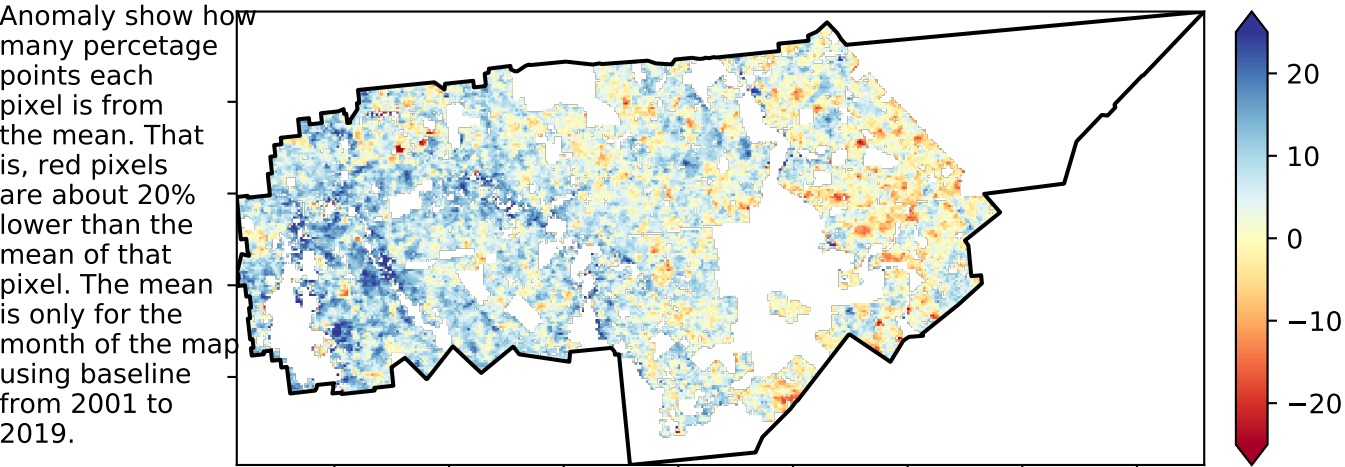 Anomaly show how
many percetage
points each
pixel is from
the mean. That
is, red pixels
are about 20%
lower than the
mean of that
pixel. The mean
is only for the
month of the map
using baseline
from 2001 to
2019.
20
10
0
−10
−20